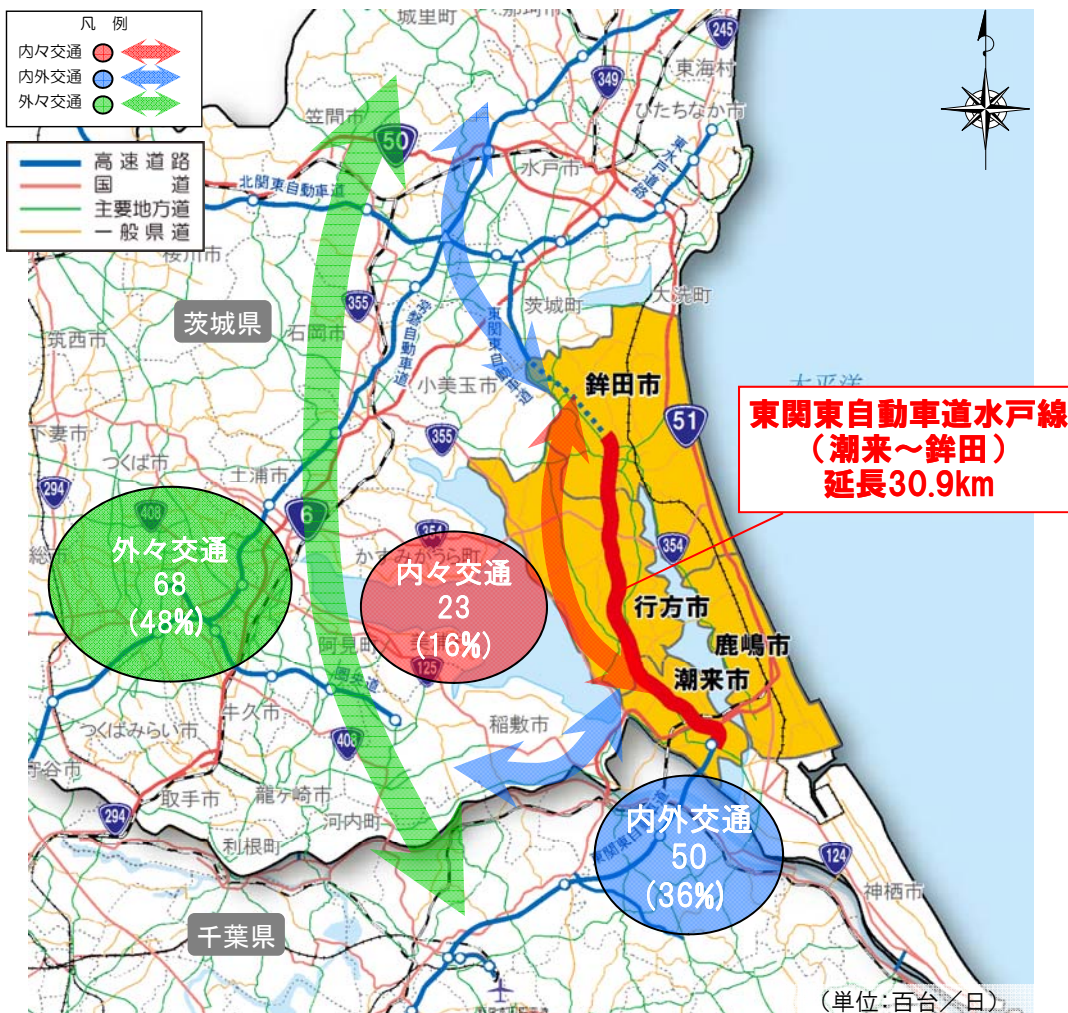 凡 例
内々交通
内外交通
外々交通
高速道路
国 道
主要地方道
一般県道
城里町
那珂市
245
東海村
349
ひたちなか市
笠間市
50
水戸市
東水戸道路
北関東自動車道
桜川市
大洗町
茨城町
355
茨城県
石岡市
常磐自動車道
東関東自動車道
筑西市
小美玉市
鉾田市
太平洋
51
東関東自動車道水戸線
(潮来~鉾田)
延長30.9km
下妻市
355
つくば市
土浦市
294
408
6
354
かすみがうら町
354
外々交通
68
(48%)
内々交通
23
(16%)
行方市
鹿嶋市
潮来市
阿見町
125
圏央道
稲敷市
牛久市
つくばみらい市
408
守谷市
取手市
龍ヶ崎市
294
河内町
利根町
内外交通
50
(36%)
124
神栖市
千葉県
(単位:百台/日)